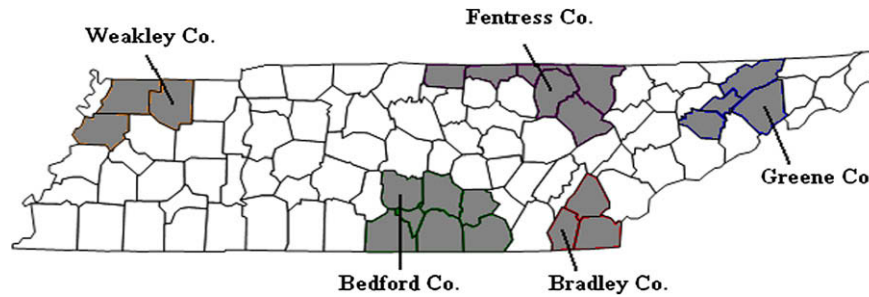 Fentress Co.
Weakley Co.
Greene Co
Bedford Co.
Bradley Co.